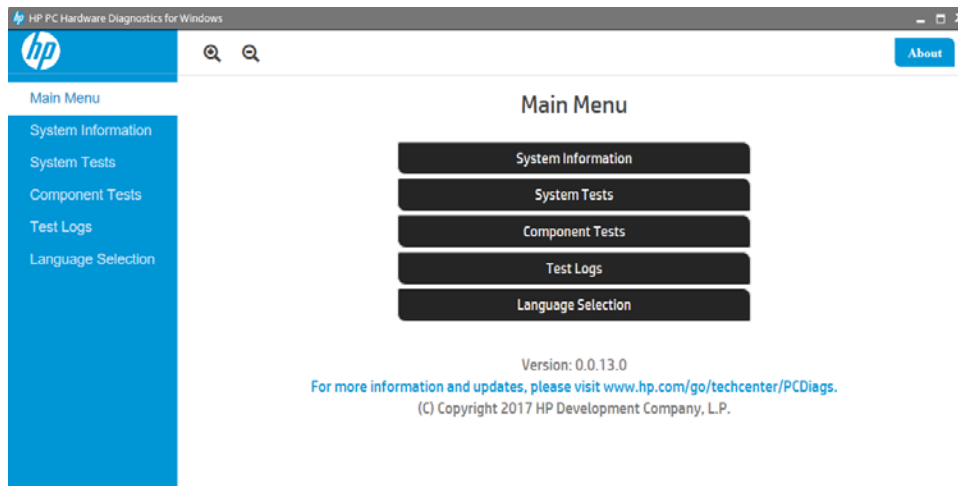 HP PC Hardware Diagnostics for Windows
hp
About
Main Menu
System Information
System Tests
Component Tests
Test Logs
Language Selection
Main Menu
System Information
System Tests
Component Tests
Test Logs
Language Selection
Version: 0.0.13.0
For more information and updates, please visit www.hp.com/go/techcenter/PCDiags.
(C) Copyright 2017 HP Development Company, L.P.